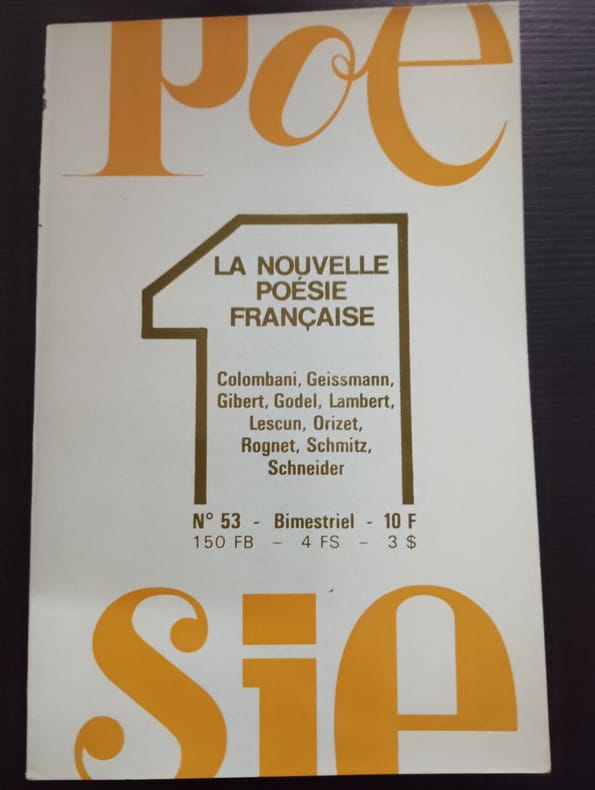 Poe
1
LA NOUVELLE
POÉSIE
FRANÇAISE
Colombani, Geissmann,
Gibert, Godel, Lambert,
Lescun, Orizet,
Rognet, Schmitz,
Schneider
N° 53 - Bimestriel - 10 F
150 FB - 4 FS - 3 $
sie